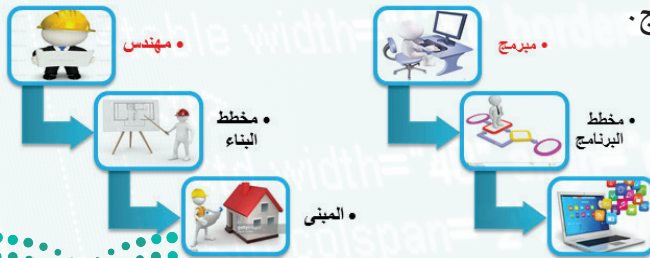 ج.
• مبرمج
• مخطط
البرنامج
• مهندس
• مخطط
البناء
• المبنى